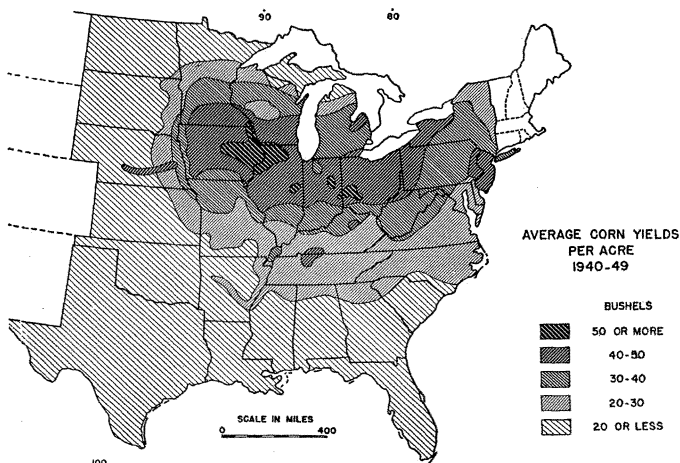 90 80
AVERAGE CORN YIELDS
PER ACRE
1940-49
BUSHELS
50 OR MORE
40-50
30-40
20-30
20 OR LESS
SCALE IN MILES
0 400
100